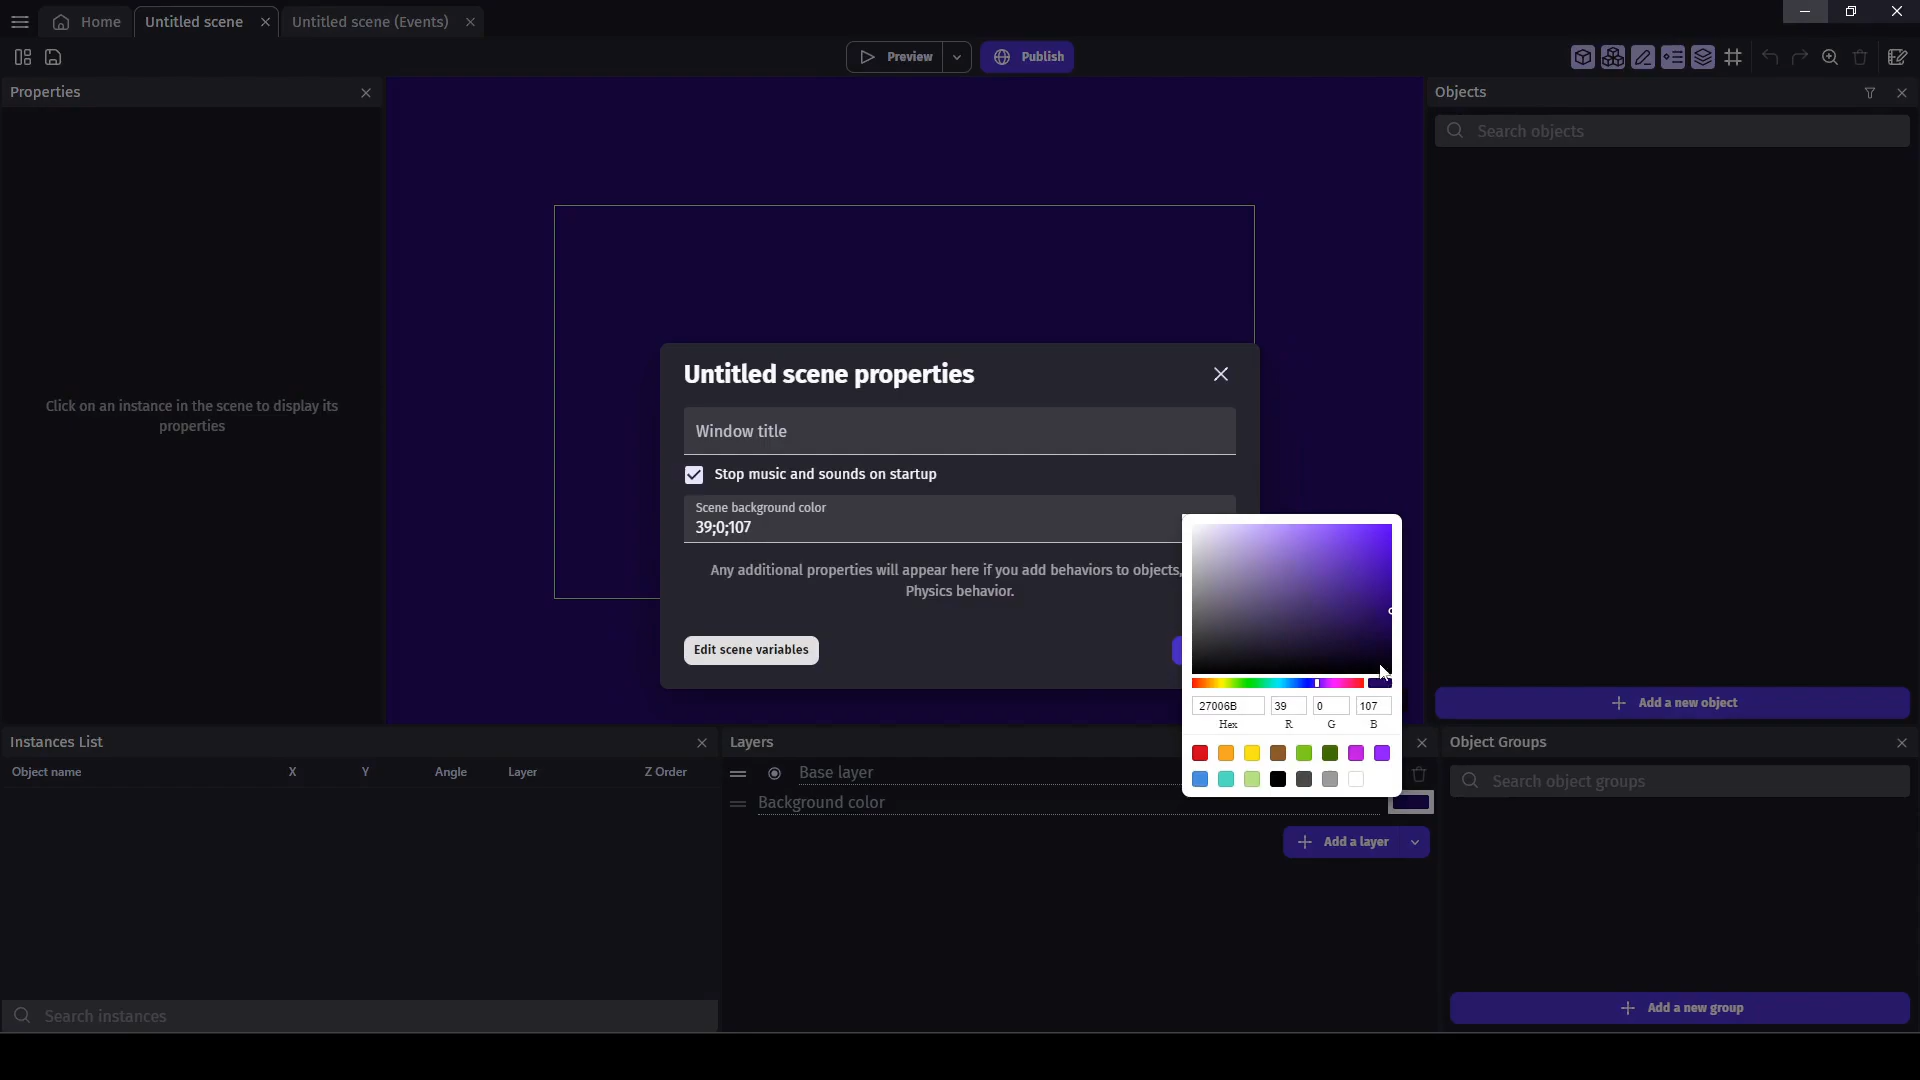 Home
Untitled scene
Untitled scene (Events)
Preview
Publish
Properties
Objects
Search objects
Click on an instance in the scene to display its
properties
Untitled scene properties
Window title
Stop music and sounds on startup
Scene background color
39;0;107
Any additional properties will appear here if you add behaviors to objects,
Physics behavior.
Edit scene variables
27006B
39
0
107
Hex
R
G
B
Add a new object
Instances List
Layers
Object Groups
Object name
X
Y
Angle
Layer
Z Order
Base layer
Search object groups
Background color
Add a layer
Add a new group
Search instances